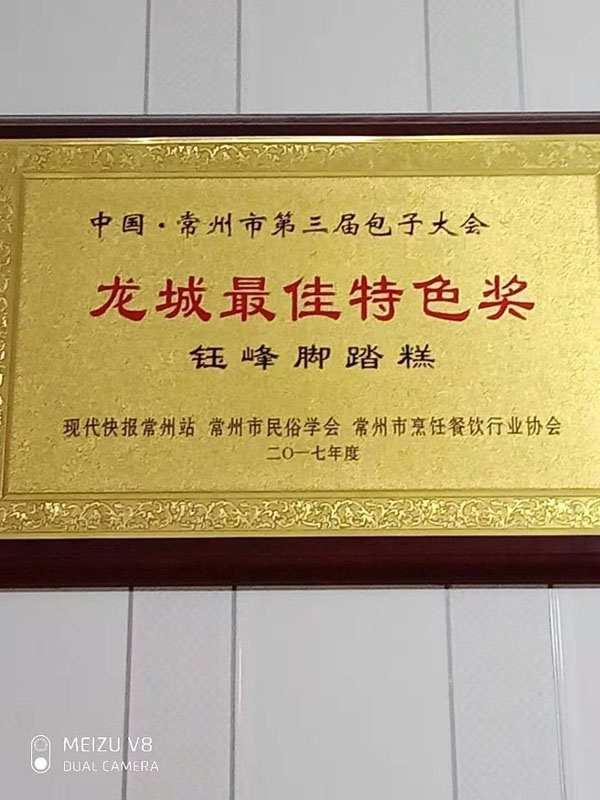 中国·常州市第三届包子大会
龙城最佳特色奖
钰峰脚踏糕
现代快报常州站 常州市民俗学会 常州市烹饪餐饮行业协会
二〇一七年度
MEIZU V8
DUAL CAMERA